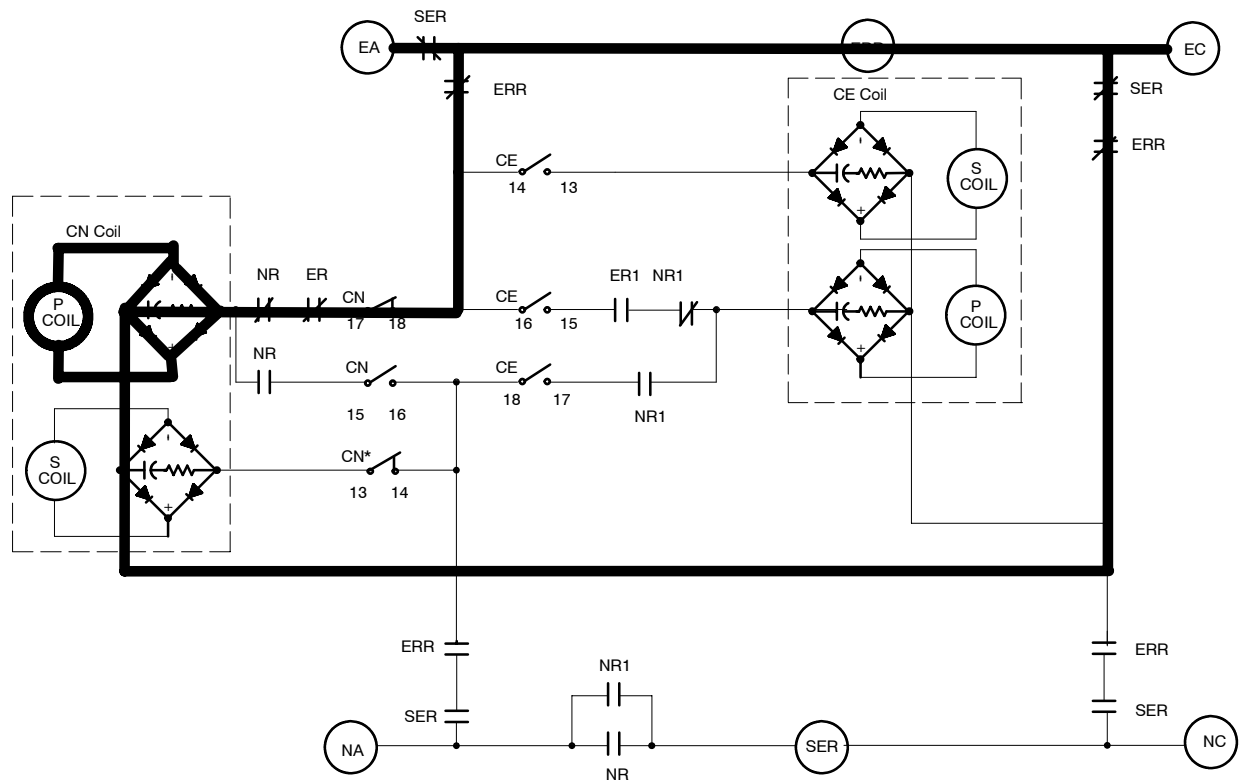 SER
EA
EC
ERR
CE Coil
SER
ERR
CE
14 13
S
COIL
CN Coil
NR ER
CN
17 18
P
COIL
CE
16 15
ER1 NR1
P
COIL
NR
CN
15 16
CE
18 17
NR1
S
COIL
CN*
13 14
ERR
NR1
ERR
SER
SER
NA
NR
SER
NC